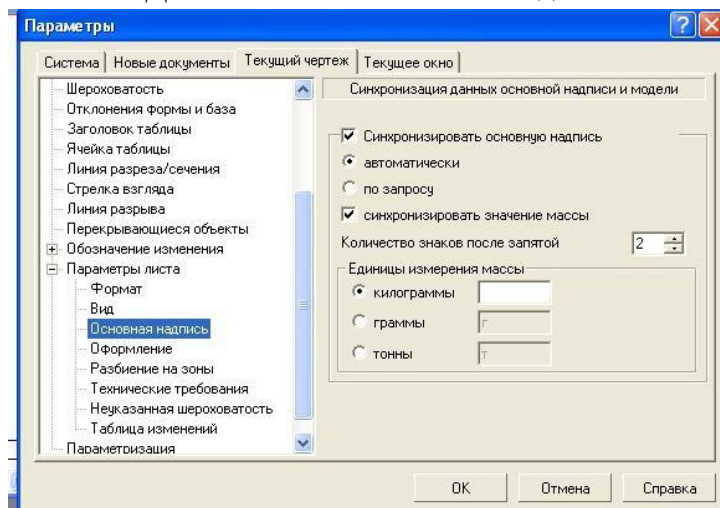 Параметры
Система Новые документы Текущий чертеж Текущее окно
Шероховатость
Отклонения формы и база
Заголовок таблицы
Ячейка таблицы
Линия разреза/сечения
Стрелка взгляда
Линия разрыва
Перекрывающиеся объекты
Обозначение изменения
Параметры листа
Формат
Вид
Основная надпись
Оформление
Разбиение на зоны
Технические требования
Неуказанная шероховатость
Таблица изменений
Параметризация
Синхронизация данных основной надписи и модели
Синхронизировать основную надпись
автоматически
по запросу
синхронизировать значение массы
Количество знаков после запятой 2
Единицы измерения массы
килограммы
граммы г
тонны т
OK Отмена Справка